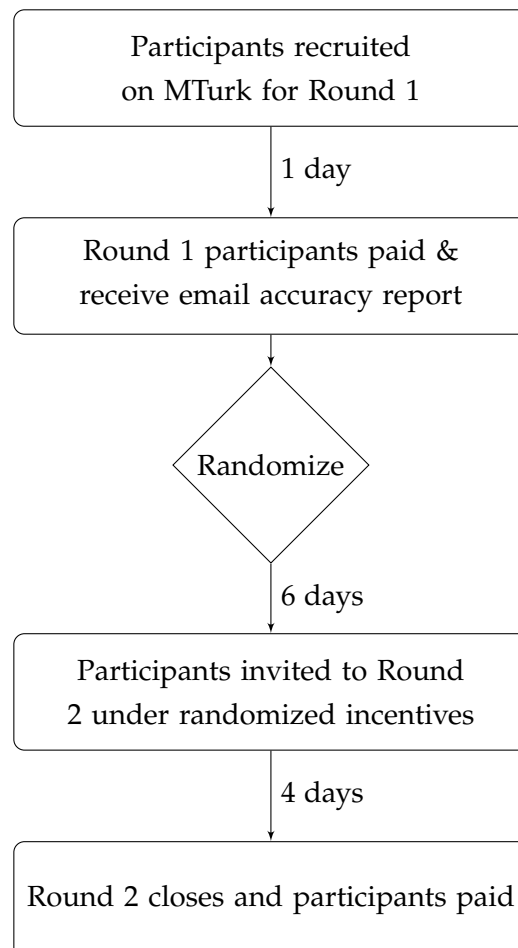 Participants recruited
on MTurk for Round 1
1 day
Round 1 participants paid &
receive email accuracy report
Randomize
6 days
Participants invited to Round
2 under randomized incentives
4 days
Round 2 closes and participants paid